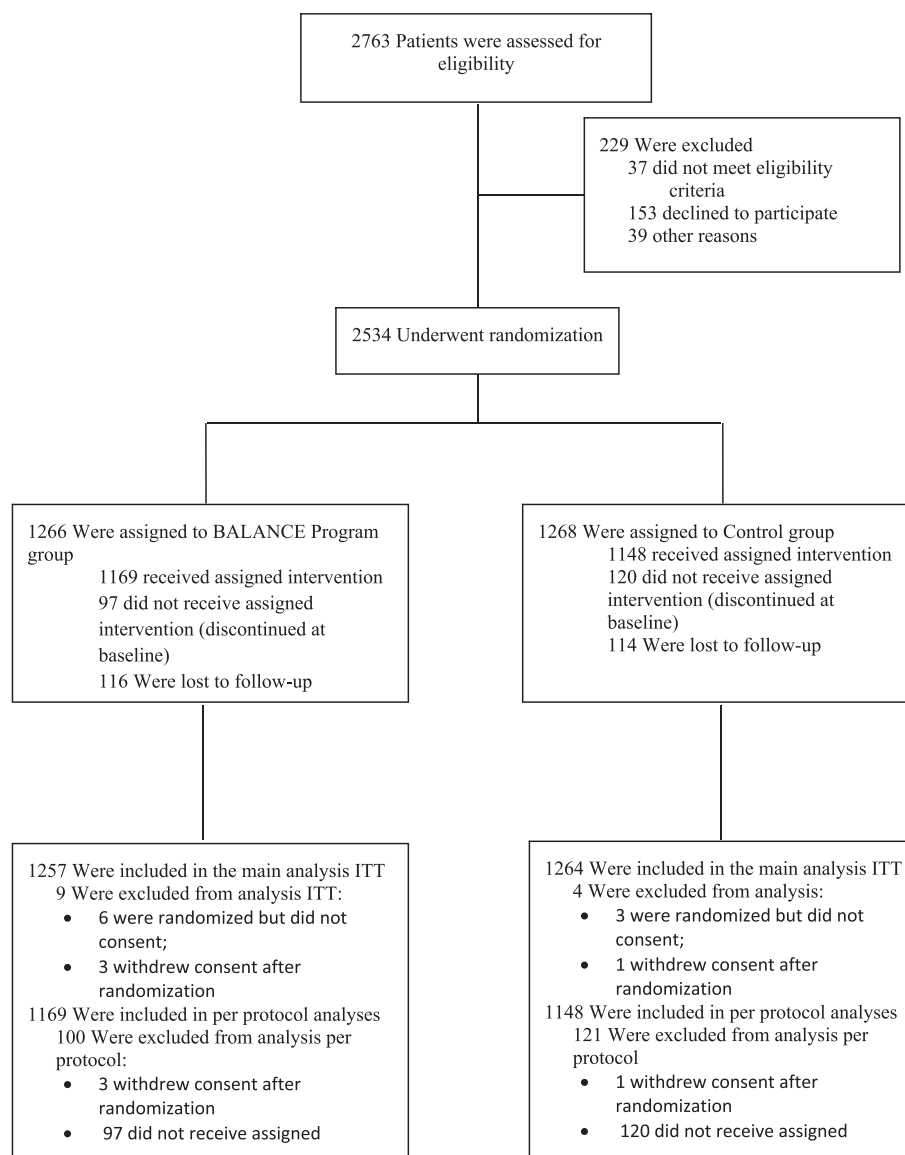 2763 Patients were assessed for
eligibility
229 Were excluded
37 did not meet eligibility
criteria
153 declined to participate
39 other reasons
2534 Underwent randomization
1266 Were assigned to BALANCE Program
group
1169 received assigned intervention
97 did not receive assigned
intervention (discontinued at
baseline)
116 Were lost to follow-up
1268 Were assigned to Control group
1148 received assigned intervention
120 did not receive assigned
intervention (discontinued at
baseline)
114 Were lost to follow-up
1257 Were included in the main analysis ITT
9 Were excluded from analysis ITT:
• 6 were randomized but did not
consent;
• 3 withdrew consent after
randomization
1169 Were included in per protocol analyses
100 Were excluded from analysis per
protocol:
• 3 withdrew consent after
randomization
• 97 did not receive assigned
1264 Were included in the main analysis ITT
4 Were excluded from analysis:
• 3 were randomized but did not
consent;
• 1 withdrew consent after
randomization
1148 Were included in per protocol analyses
121 Were excluded from analysis per
protocol
• 1 withdrew consent after
randomization
• 120 did not receive assigned